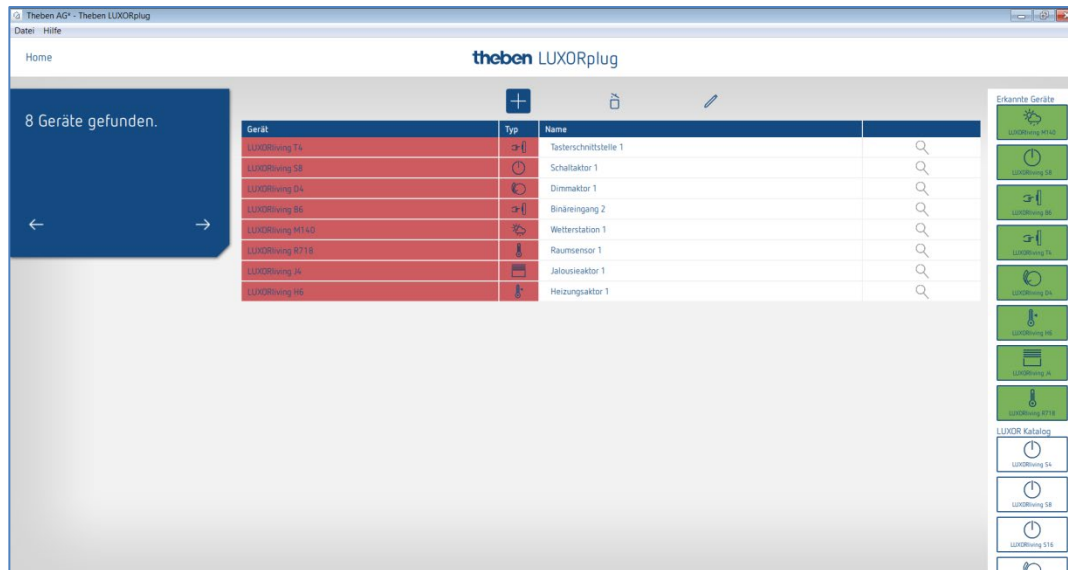 Theben AG* - Theben LUXORplug
Datei Hilfe
Home
theben LUXORplug
8 Geräte gefunden.
Gerät Typ Name
LUXORliving T4 Tasterschnittstelle 1
LUXORliving S8 Schaltaktor 1
LUXORliving D4 Dimmaktor 1
LUXORliving B6 Binäreingang 2
LUXORliving M140 Wetterstation 1
LUXORliving R718 Raumsensor 1
LUXORliving J4 Jalousieaktor 1
LUXORliving H6 Heizungsaktor 1
Erkannte Geräte
LUXORliving M140
LUXORliving S8
LUXORliving B6
LUXORliving T4
LUXORliving D4
LUXORliving H6
LUXORliving J4
LUXORliving R718
LUXOR Katalog
LUXORliving S4
LUXORliving S8
LUXORliving S16